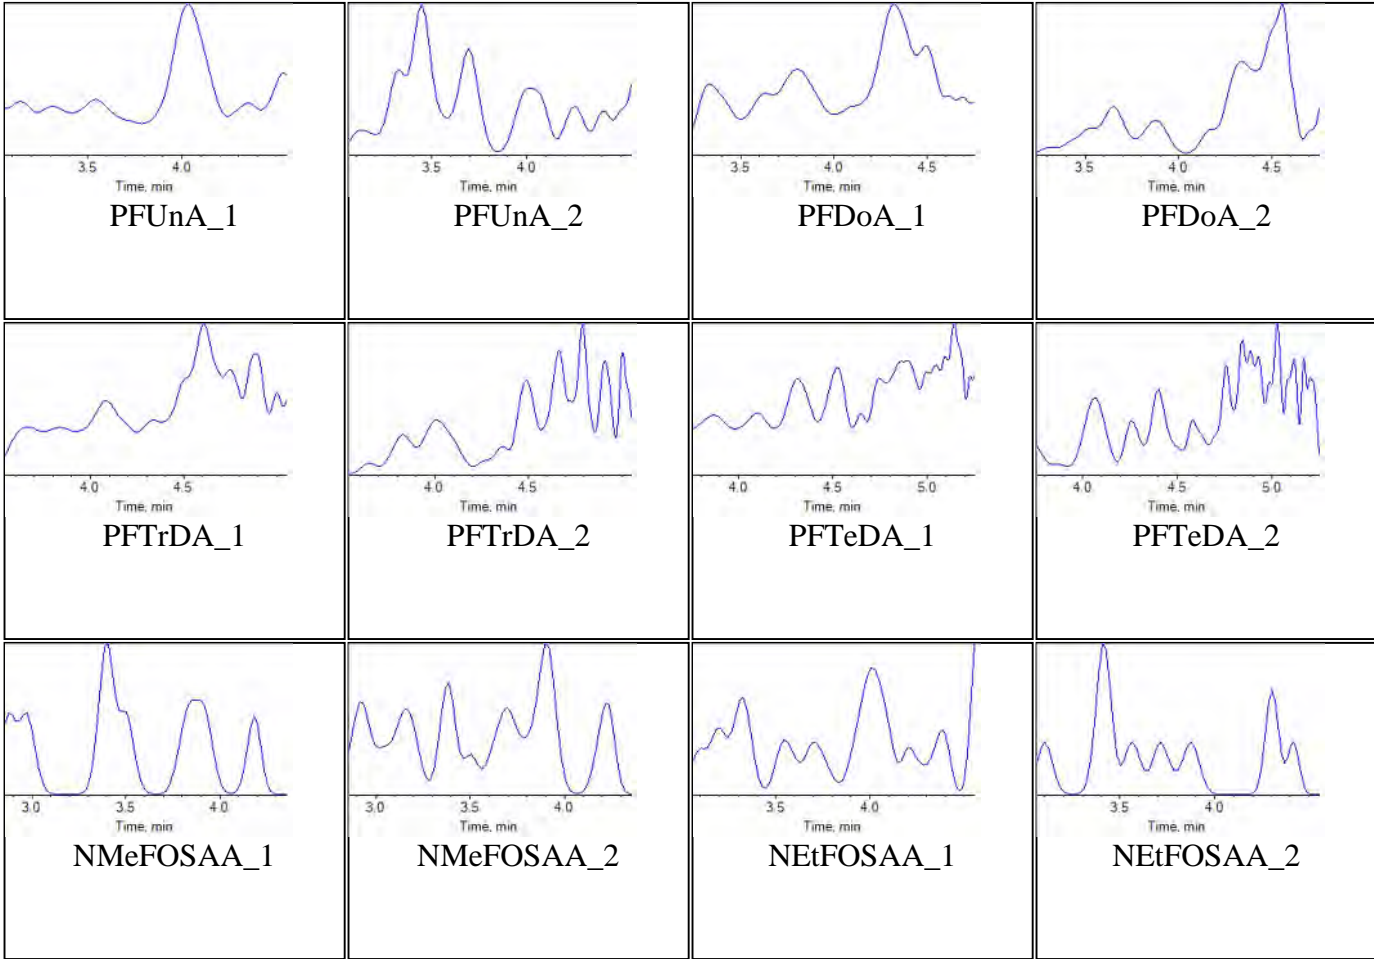 3.5 4.0
Time, min
PFUnA_1
3.5 4.0
Time, min
PFUnA_2
3.5 4.0 4.5
Time, min
PFDoA_1
3.5 4.0 4.5
Time, min
PFDoA_2
4.0 4.5
Time, min
PFTrDA_1
4.0 4.5
Time, min
PFTrDA_2
4.0 4.5 5.0
Time, min
PFTeDA_1
4.0 4.5 5.0
Time, min
PFTeDA_2
3.0 3.5 4.0
Time, min
NMeFOSAA_1
3.0 3.5 4.0
Time, min
NMeFOSAA_2
3.5 4.0
Time, min
NEtFOSAA_1
3.5 4.0
Time, min
NEtFOSAA_2